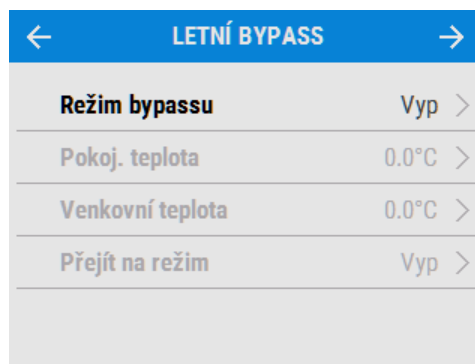 LETNÍ BYPASS
Režim bypassu Vyp
Pokoj. teplota 0.0°C
Venkovní teplota 0.0°C
Přejít na režim Vyp